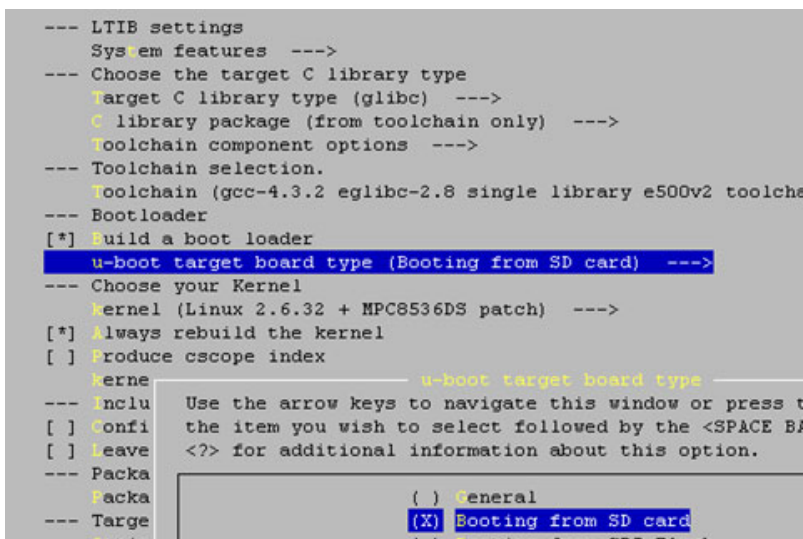 --- LTIB settings
System features --->
--- Choose the target C library type
Target C library type (glibc) --->
C library package (from toolchain only) --->
Toolchain component options --->
--- Toolchain selection.
Toolchain (gcc-4.3.2 eglibc-2.8 single library e500v2 toolcha
--- Bootloader
[*] Build a boot loader
u-boot target board type (Booting from SD card) --->
--- Choose your Kernel
kernel (Linux 2.6.32 + MPC8536DS patch) --->
[*] Always rebuild the kernel
[ ] Produce cscope index
kerne
u-boot target board type
--- Inclu
Use the arrow keys to navigate this window or press t
[ ] Confi
the item you wish to select followed by the <SPACE BA
[ ] Leave
<?> for additional information about this option.
--- Packa
Packa
( ) General
--- Targe
(X) Booting from SD card